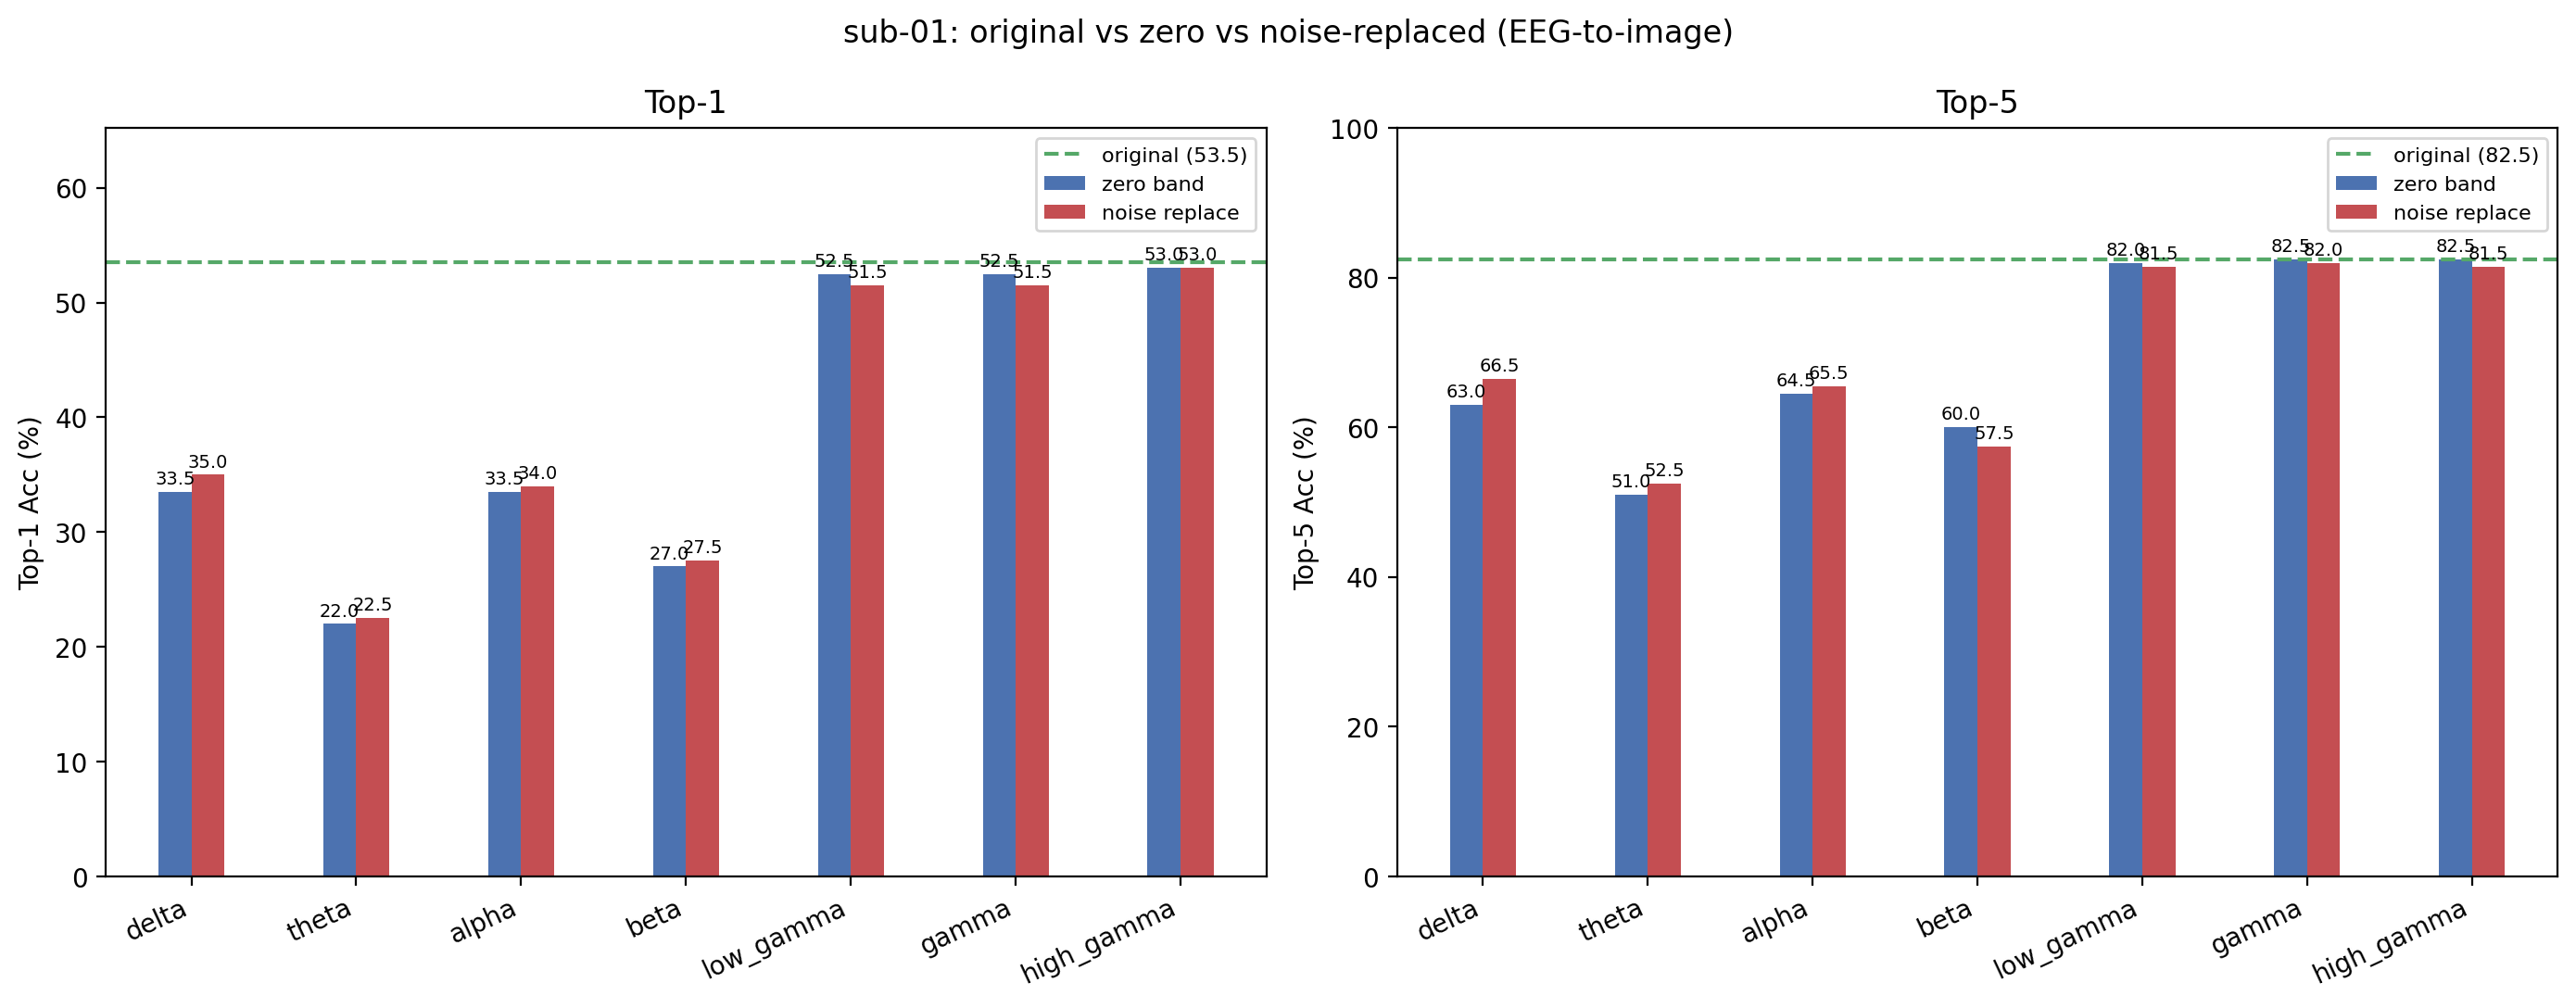 sub-01: original vs zero vs noise-replaced (EEG-to-image)
Top-1
original (53.5)
zero band
noise replace
Top-1 Acc (%)
60
50
40
30
20
10
0
33.5
35.0
22.0
22.5
33.5
34.0
27.0
27.5
52.5
51.5
52.5
51.5
53.0
53.0
delta
theta
alpha
beta
low_gamma
gamma
high_gamma
Top-5
original (82.5)
zero band
noise replace
Top-5 Acc (%)
100
80
60
40
20
0
63.0
66.5
51.0
52.5
64.5
65.5
60.0
57.5
82.0
81.5
82.5
82.0
82.5
81.5
delta
theta
alpha
beta
low_gamma
gamma
high_gamma